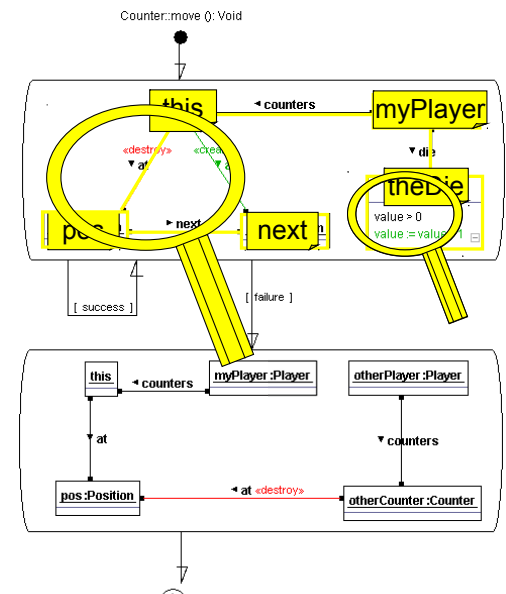 Counter::move (): Void
this
◄ counters
myPlayer
«destroy»
▼ at
▼ die
theDie
value > 0
value := value
1
► next
next
[ success ]
[ failure ]
this
◄ counters
myPlayer :Player
otherPlayer :Player
▼ at
▼ counters
pos :Position
◄ at «destroy»
otherCounter :Counter